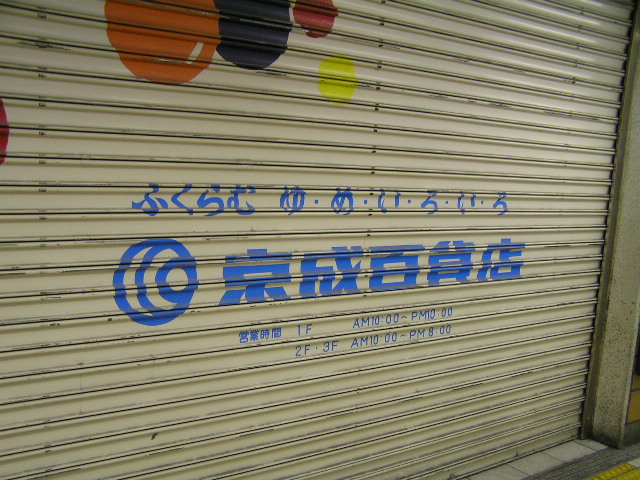 ふくらむ ゆ・め・い・ろ・い・ろ
京成百貨店
営業時間 1F AM10:00〜PM10:00
2F・3F AM10:00〜PM8:00